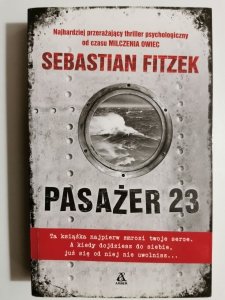 Najbardziej przerażający thriller psychologiczny
od czasu MILCZENIA OWIEC
SEBASTIAN FITZEK
PASAŻER 23
Ta książka najpierw zmrozi twoje serce.
A kiedy dojdziesz do siebie,
już się od niej nie uwolnisz...
AMBER